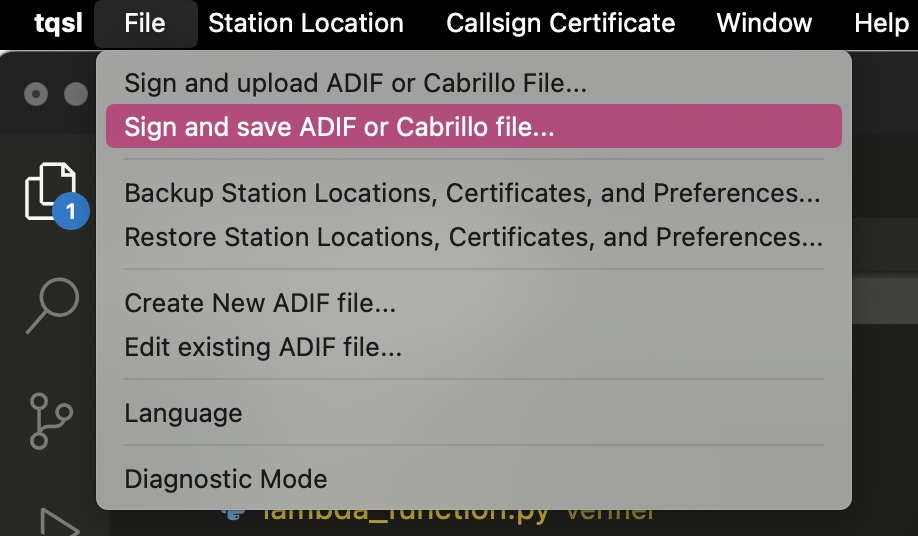 tqsl File Station Location Callsign Certificate Window Help
Sign and upload ADIF or Cabrillo File...
Sign and save ADIF or Cabrillo file...
Backup Station Locations, Certificates, and Preferences...
Restore Station Locations, Certificates, and Preferences...
1
Create New ADIF file...
Edit existing ADIF file...
Language
Diagnostic Mode
lambda_function.py